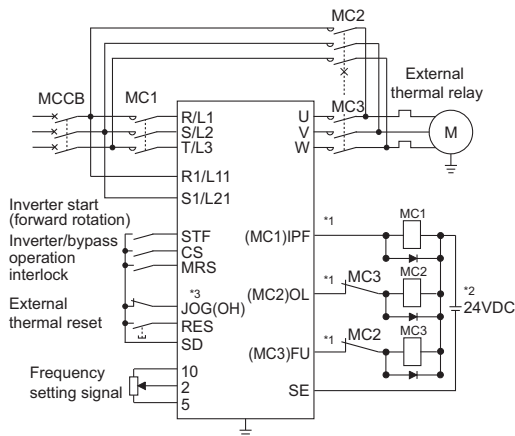 MC2
MCCB
MC1
External
thermal relay
MC3
R/L1
S/L2
T/L3
R1/L11
S1/L21
U
V
W
M
Inverter start
(forward rotation)
Inverter/bypass
operation
interlock
External
thermal reset
STF
CS
MRS
*3
JOG(OH)
RES
SD
Frequency
setting signal
10
2
5
(MC1)IPF
*1
MC1
(MC2)OL
*1
MC3
MC2
*2
24VDC
(MC3)FU
*1
MC2
MC3
SE